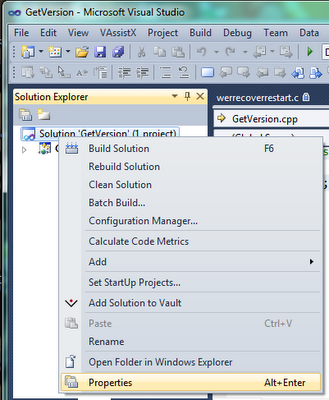 GetVersion - Microsoft Visual Studio
File Edit View VAssistX Project Build Debug Team Data
Solution Explorer
werrecoverrestart.c
Solution 'GetVersion' (1 project)
GetVersion.cpp
Build Solution F6
Rebuild Solution
Clean Solution
Batch Build...
Configuration Manager...
Calculate Code Metrics
Add
Set StartUp Projects...
Add Solution to Vault
Paste Ctrl+V
Rename
Open Folder in Windows Explorer
Properties Alt+Enter